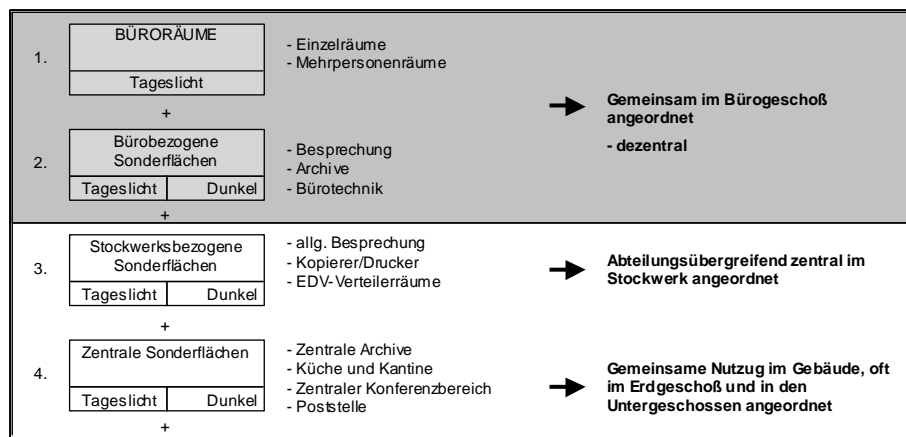 1.
BÜRORÄUME
Tageslicht
- Einzelräume
- Mehrpersonenräume
+
2.
Bürobezogene
Sonderflächen
Tageslicht Dunkel
- Besprechung
- Archive
- Bürotechnik
Gemeinsam im Bürogeschoß
angeordnet
- dezentral
+
3.
Stockwerksbezogene
Sonderflächen
Tageslicht Dunkel
- allg. Besprechung
- Kopierer/Drucker
- EDV-Verteilerräume
Abteilungsübergreifend zentral im
Stockwerk angeordnet
+
4.
Zentrale Sonderflächen
Tageslicht Dunkel
- Zentrale Archive
- Küche und Kantine
- Zentraler Konferenzbereich
- Poststelle
Gemeinsame Nutzug im Gebäude, oft
im Erdgeschoß und in den
Untergeschossen angeordnet
+